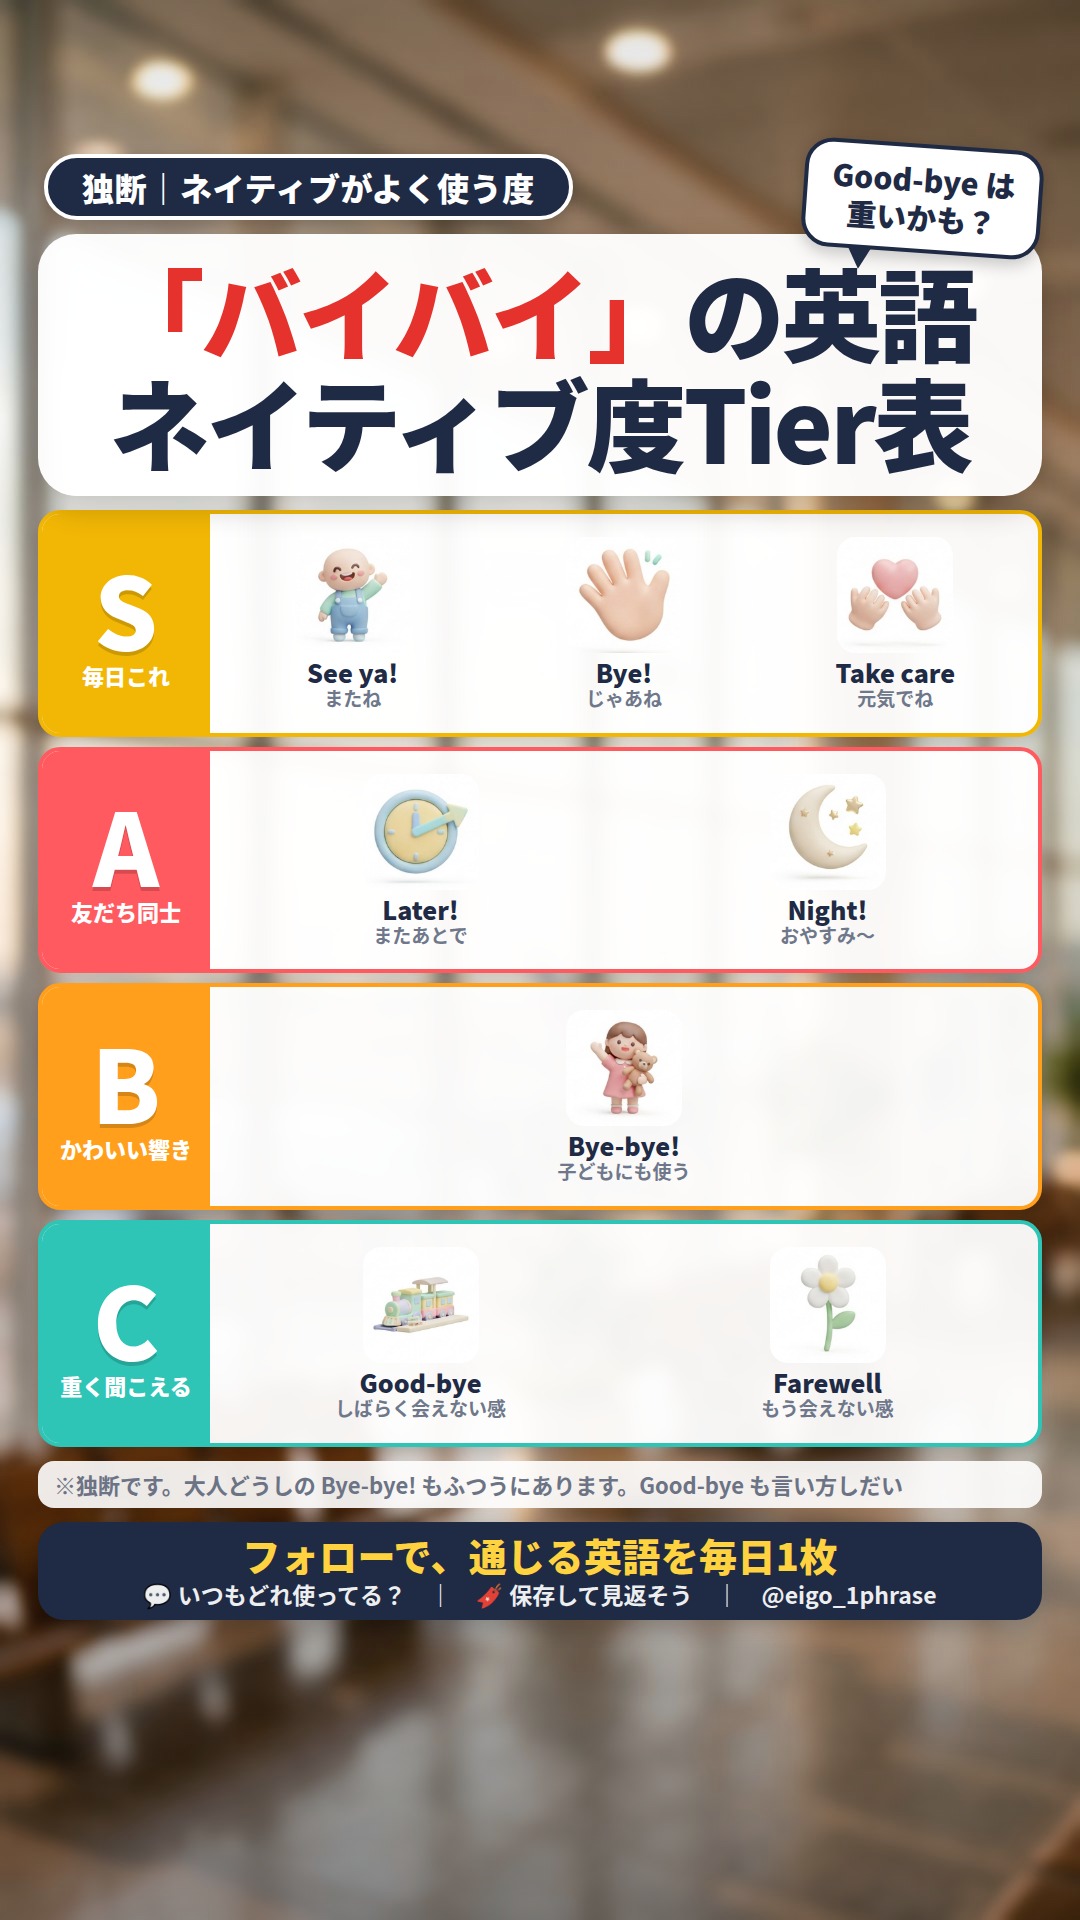 独断｜ネイティブがよく使う度
Good-bye は
重いかも？
「バイバイ」の英語
ネイティブ度Tier表
S
毎日これ
See ya!
またね
Bye!
じゃあね
Take care
元気でね
A
友だち同士
Later!
またあとで
Night!
おやすみ～
B
かわいい響き
Bye-bye!
子どもにも使う
C
重く聞こえる
Good-bye
しばらく会えない感
Farewell
もう会えない感
※独断です。大人どうしの Bye-bye! もふつうにあります。Good-bye も言い方しだい
フォローで、通じる英語を毎日1枚
💬 いつもどれ使ってる？ ｜ 🔖 保存して見返そう ｜ @eigo_1phrase